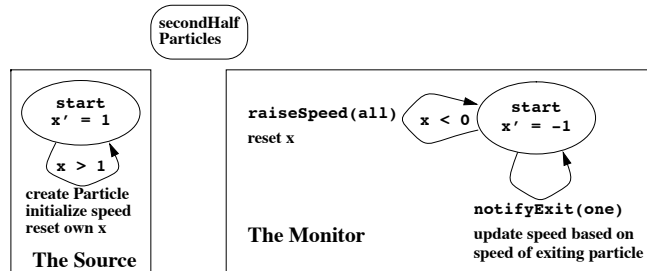 secondHalf
Particles
start
x' = 1
x > 1
create Particle
initialize speed
reset own x
The Source
raiseSpeed(all)
reset x
x < 0
start
x' = -1
notifyExit(one)
update speed based on
speed of exiting particle
The Monitor